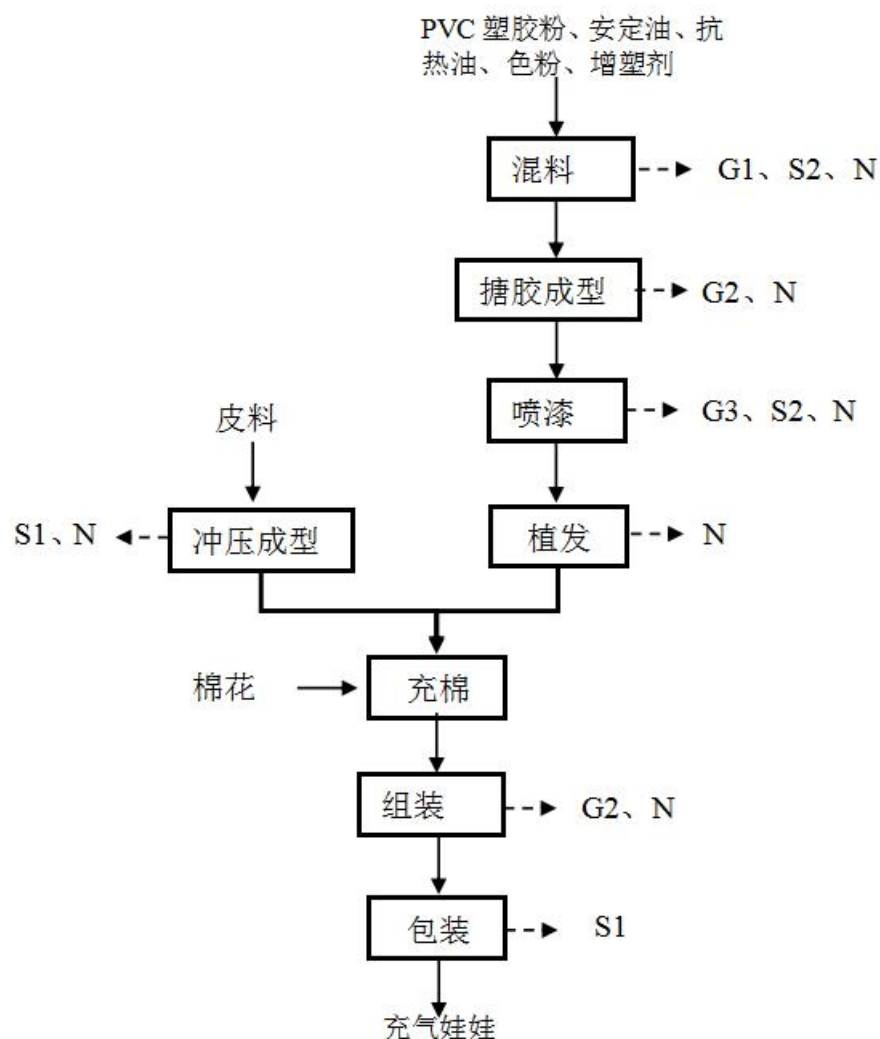 PVC 塑胶粉、安定油、抗
热油、色粉、增塑剂
混料
G1、S2、N
搪胶成型
G2、N
喷漆
G3、S2、N
皮料
S1、N
冲压成型
植发
N
棉花
充棉
组装
G2、N
包装
S1
充气娃娃